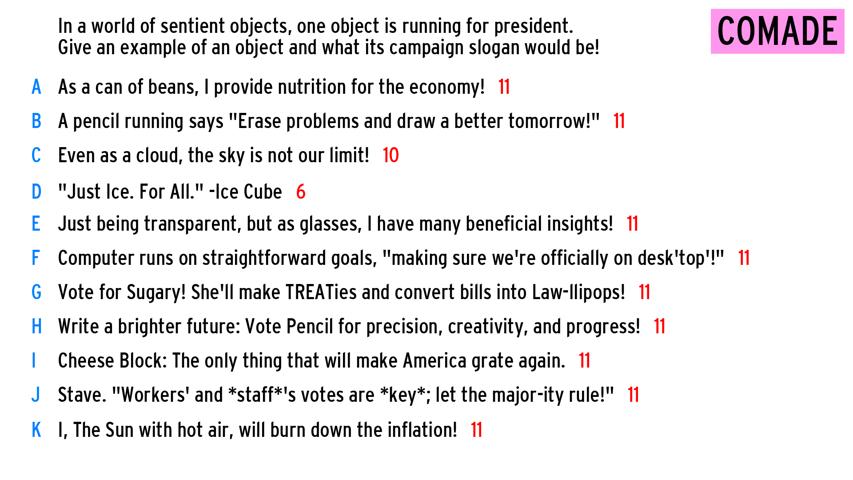 In a world of sentient objects, one object is running for president.
Give an example of an object and what its campaign slogan would be!
COMADE
A As a can of beans, I provide nutrition for the economy! 11
B A pencil running says "Erase problems and draw a better tomorrow!" 11
C Even as a cloud, the sky is not our limit! 10
D "Just Ice. For All." -Ice Cube 6
E Just being transparent, but as glasses, I have many beneficial insights! 11
F Computer runs on straightforward goals, "making sure we're officially on desk'top'!" 11
G Vote for Sugary! She'll make TREATies and convert bills into Law-llipops! 11
H Write a brighter future: Vote Pencil for precision, creativity, and progress! 11
I Cheese Block: The only thing that will make America grate again. 11
J Stave. "Workers' and *staff*'s votes are *key*; let the major-ity rule!" 11
K I, The Sun with hot air, will burn down the inflation! 11